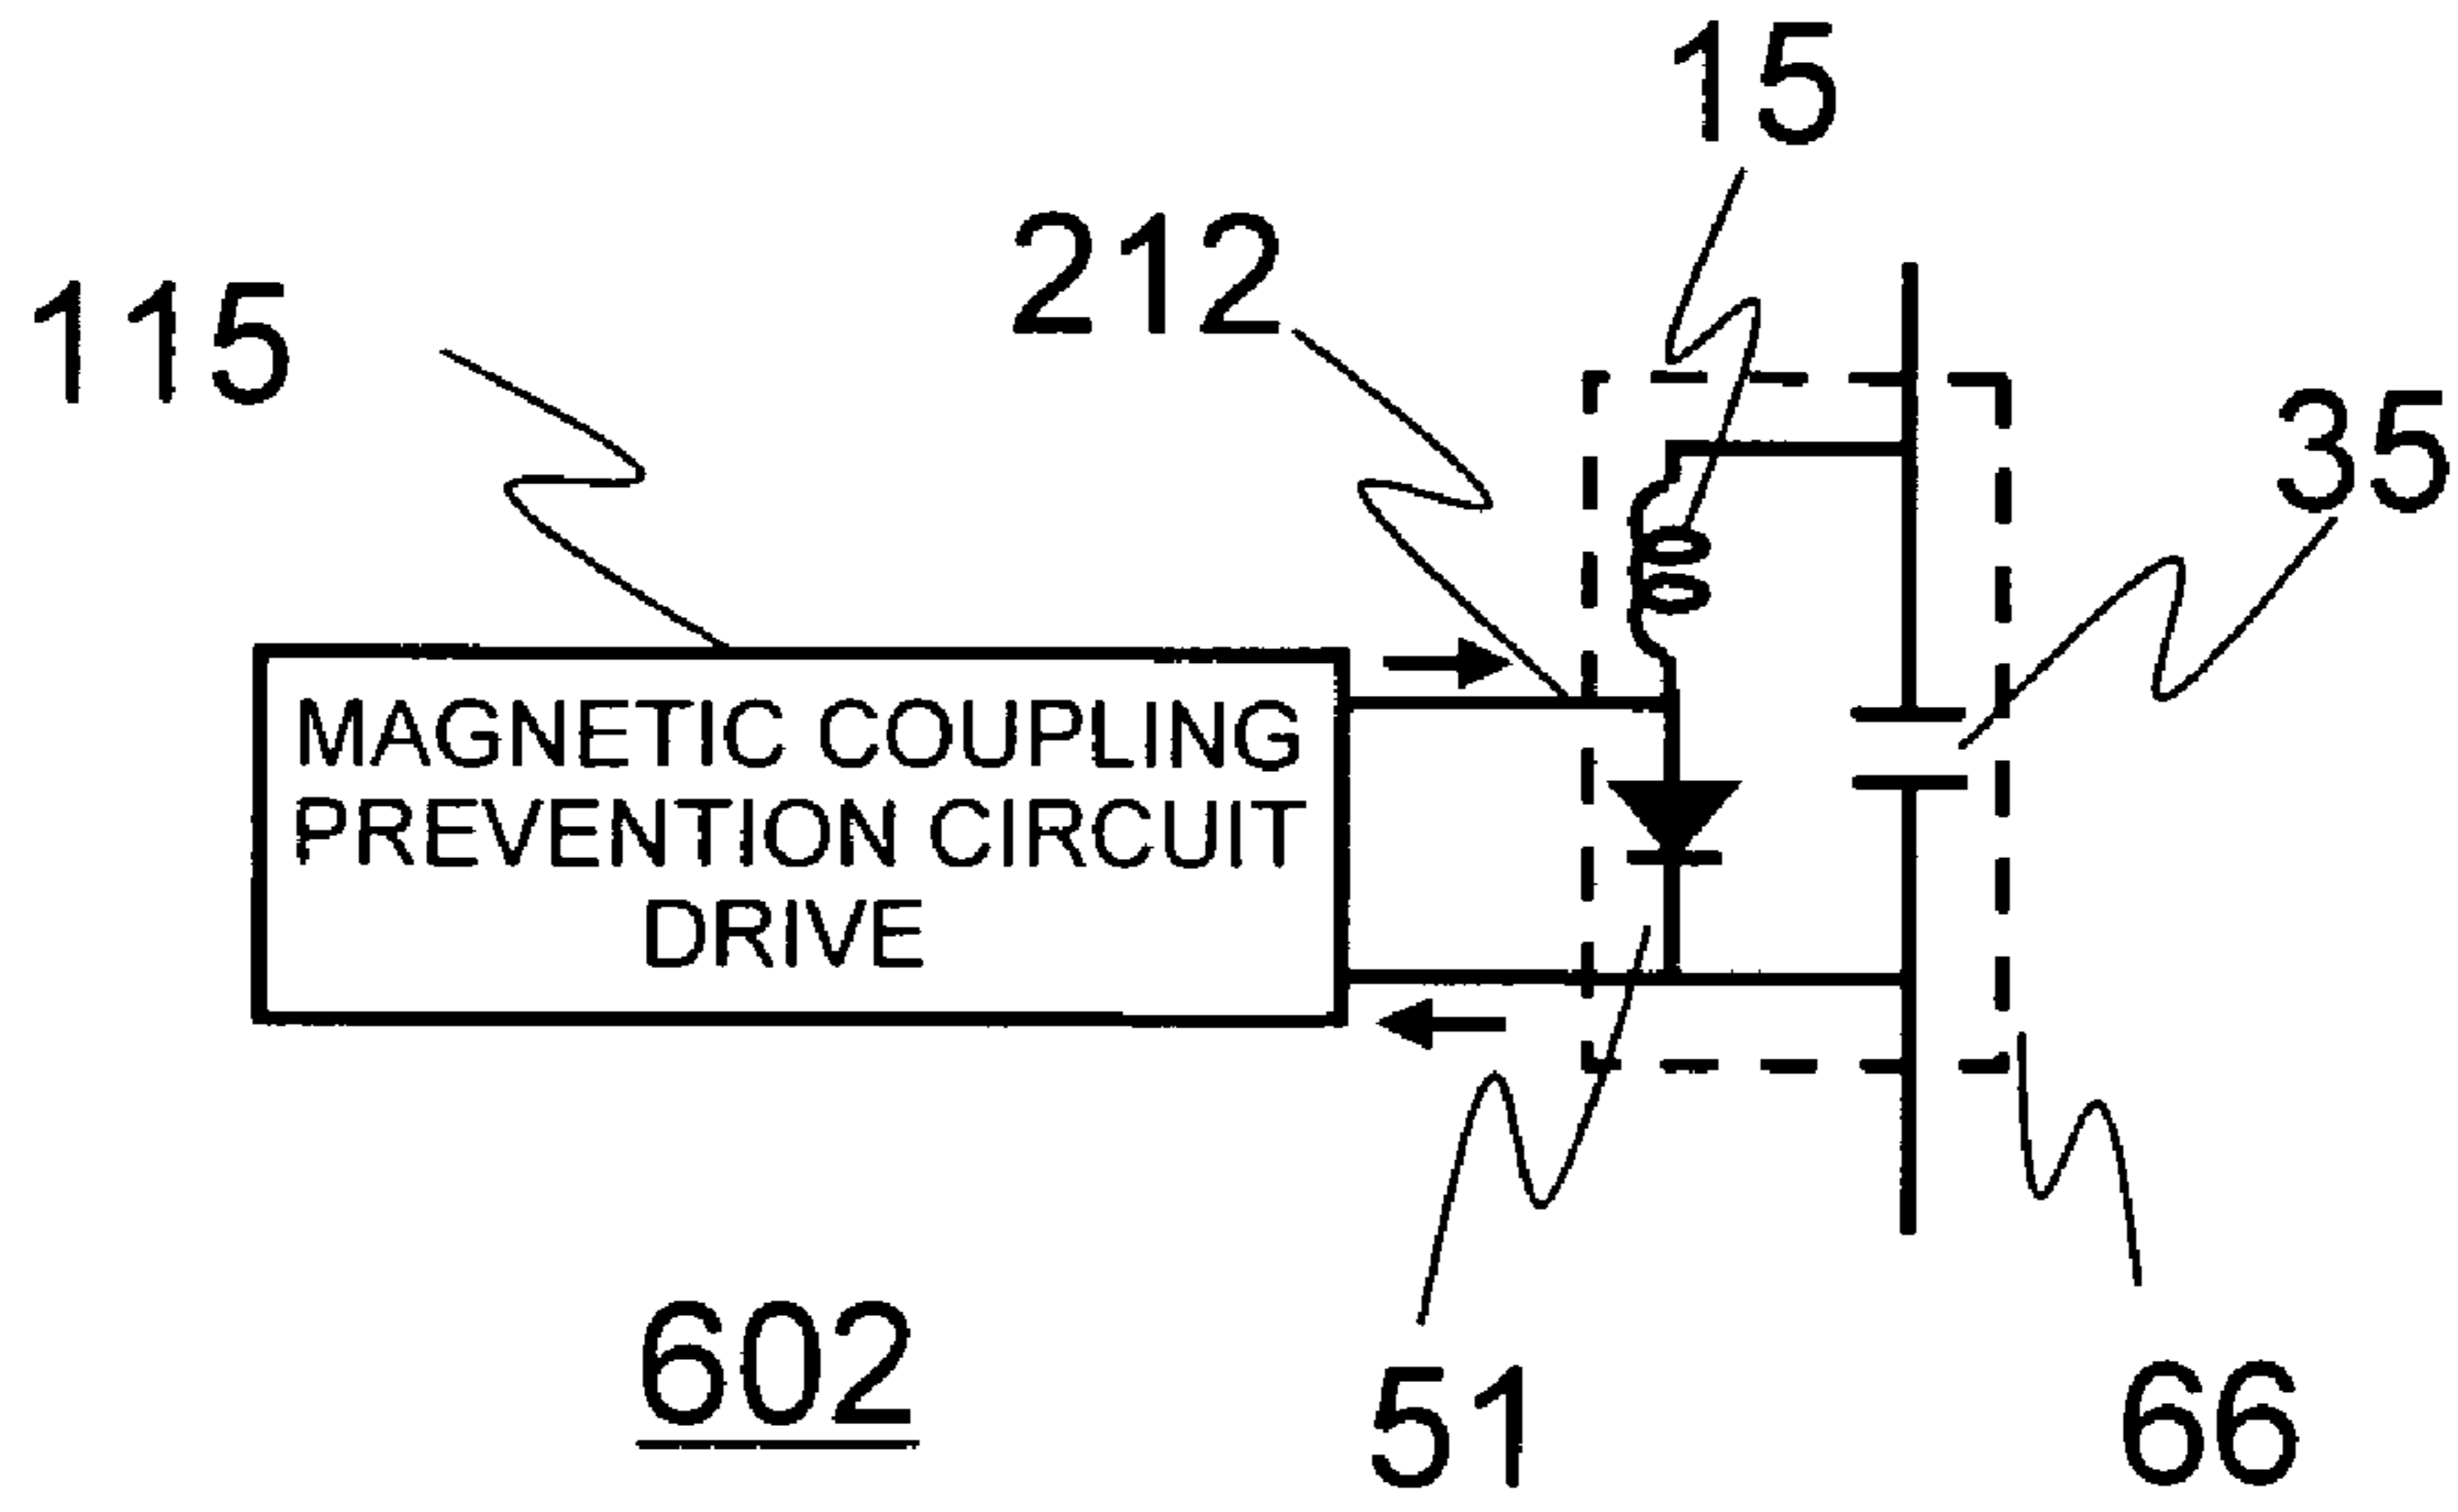 15
212
115
35
MAGNETIC COUPLING
PREVENTION CIRCUIT
DRIVE
602
51
66